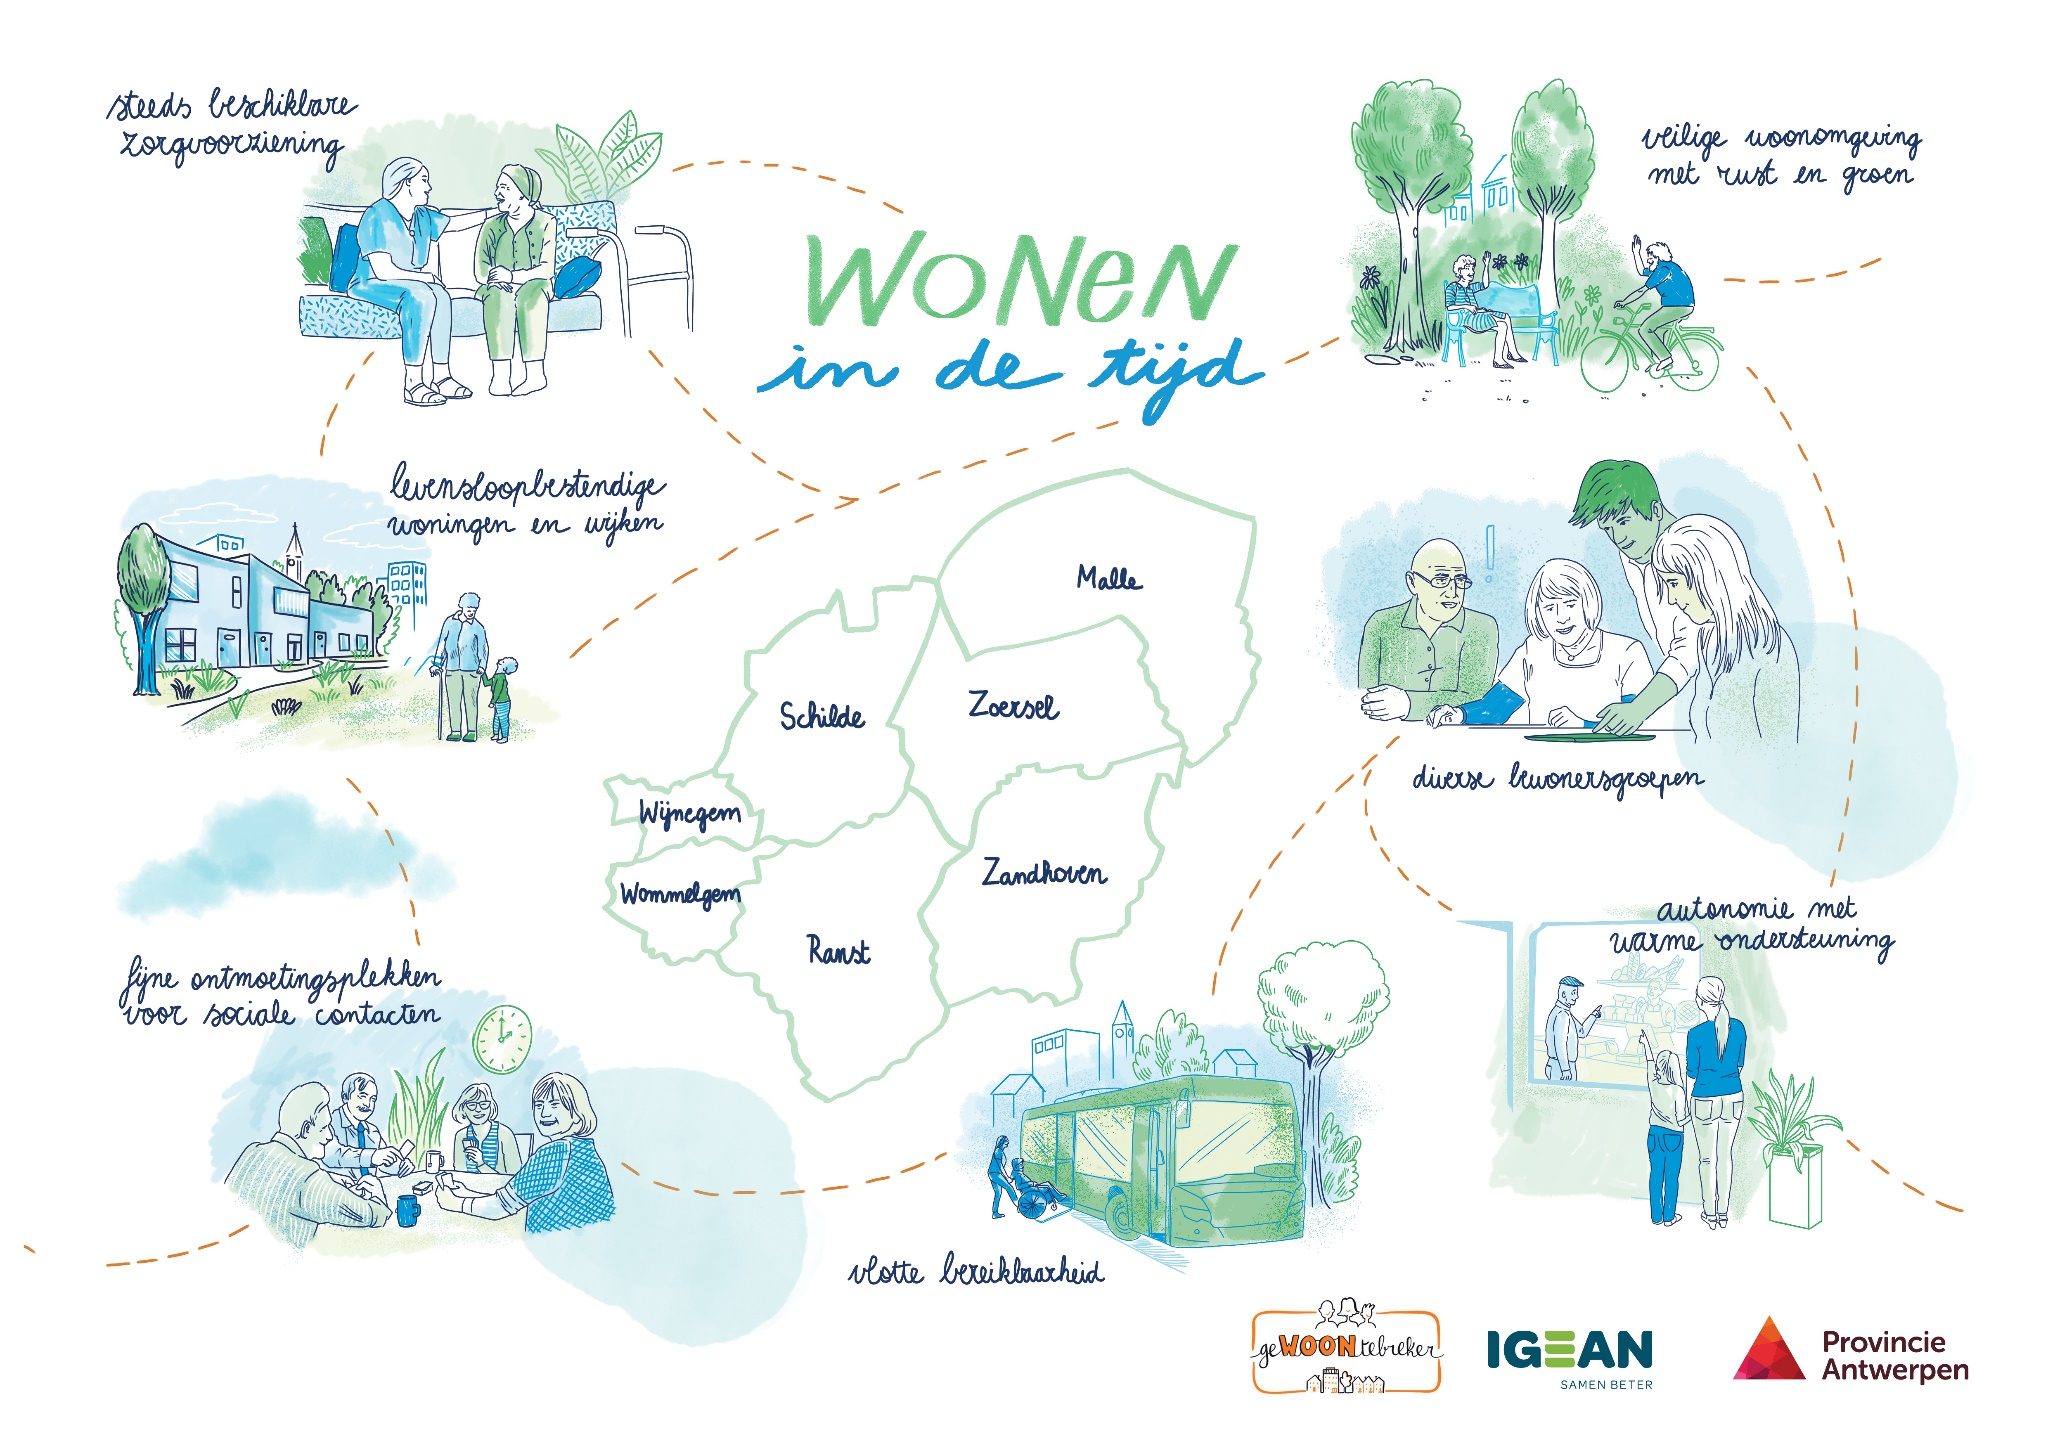 steeds beschikbare
zorgvoorziening
WONEN
in de tijd
veilige woonomgeving
met rust en groen
levensloopbestendige
woningen en wijken
Malle
Schilde
Zoersel
Wijnegem
Wommelgem
Zandhoven
Ranst
diverse bewonersgroepen
autonomie met
warme ondersteuning
fijne ontmoetingsplekken
voor sociale contacten
vlotte bereikbaarheid
geWOONtebreker
IGEAN
SAMEN BETER
Provincie
Antwerpen